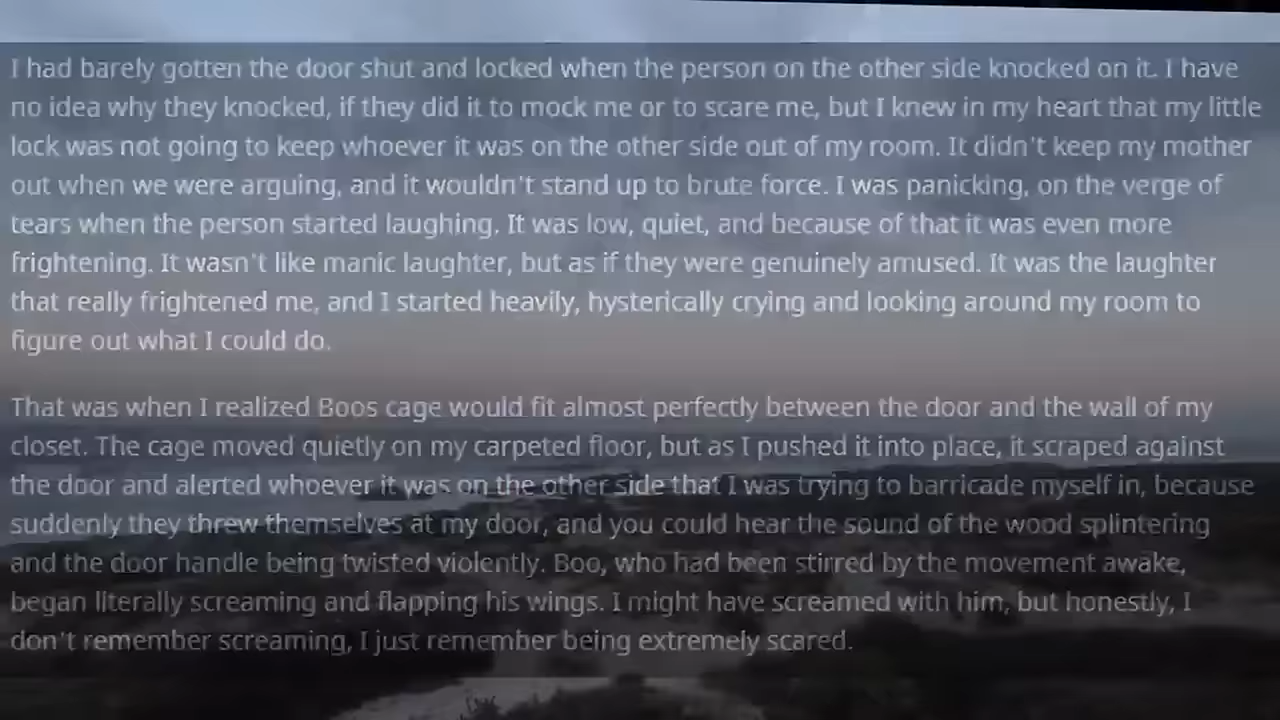 I had barely gotten the door shut and locked when the person on the other side knocked on it. I have
no idea why they knocked, if they did it to mock me or to scare me, but I knew in my heart that my little
lock was not going to keep whoever it was on the other side out of my room. It didn't keep my mother
out when we were arguing, and it wouldn't stand up to brute force. I was panicking, on the verge of
tears when the person started laughing. It was low, quiet, and because of that it was even more
frightening. It wasn't like manic laughter, but as if they were genuinely amused. It was the laughter
that really frightened me, and I started heavily, hysterically crying and looking around my room to
figure out what I could do.
That was when I realized Boos cage would fit almost perfectly between the door and the wall of my
closet. The cage moved quietly on my carpeted floor, but as I pushed it into place, it scraped against
the door and alerted whoever it was on the other side that I was trying to barricade myself in, because
suddenly they threw themselves at my door, and you could hear the sound of the wood splintering
and the door handle being twisted violently. Boo, who had been stirred by the movement awake,
began literally screaming and flapping his wings. I might have screamed with him, but honestly, I
don't remember screaming, I just remember being extremely scared.